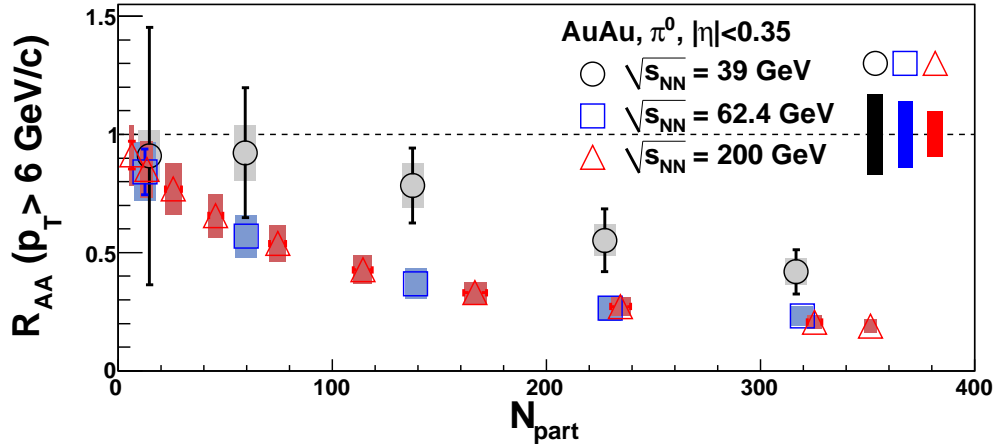 AuAu, π⁰, |η|<0.35
√s_NN = 39 GeV
√s_NN = 62.4 GeV
√s_NN = 200 GeV
R_AA (p_T > 6 GeV/c)
1.5
1
0.5
0
0 100 200 300 400
N_part